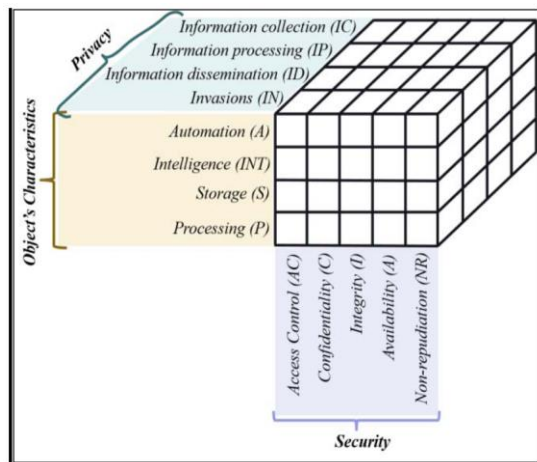 Privacy
Information collection (IC)
Information processing (IP)
Information dissemination (ID)
Invasions (IN)
Object's Characteristics
Automation (A)
Intelligence (INT)
Storage (S)
Processing (P)
Access Control (AC)
Confidentiality (C)
Integrity (I)
Availability (A)
Non-repudiation (NR)
Security